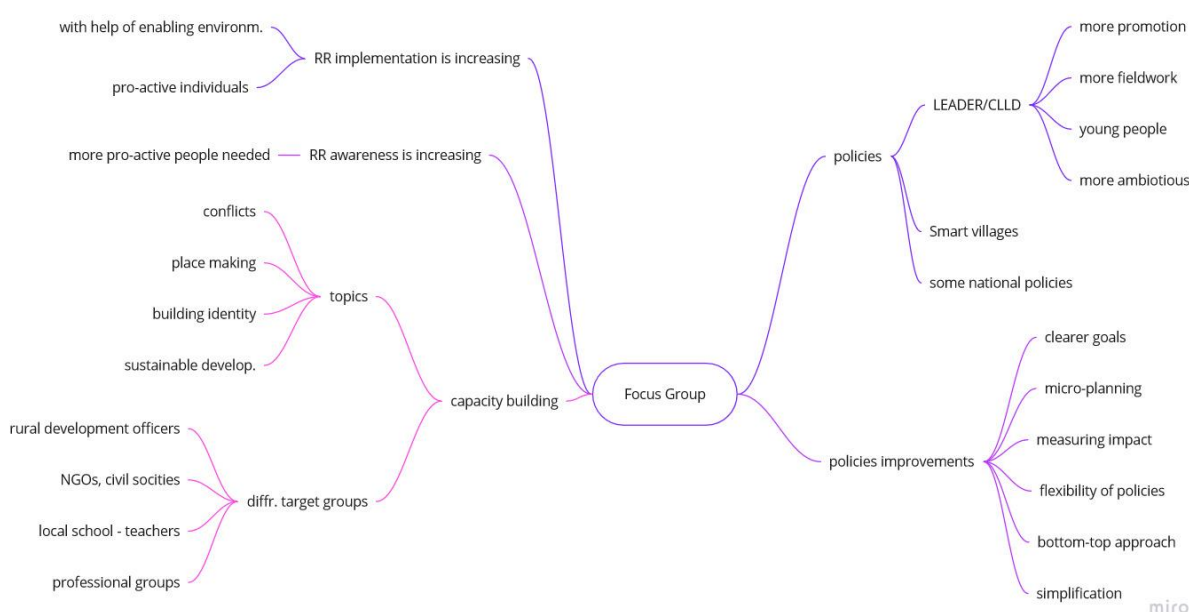 with help of enabling environm.
pro-active individuals
RR implementation is increasing
more pro-active people needed
RR awareness is increasing
conflicts
place making
building identity
sustainable develop.
topics
rural development officers
NGOs, civil socities
local school - teachers
professional groups
diffr. target groups
capacity building
Focus Group
policies
LEADER/CLLD
more promotion
more fieldwork
young people
more ambiotious
Smart villages
some national policies
policies improvements
clearer goals
micro-planning
measuring impact
flexibility of policies
bottom-top approach
simplification
miro